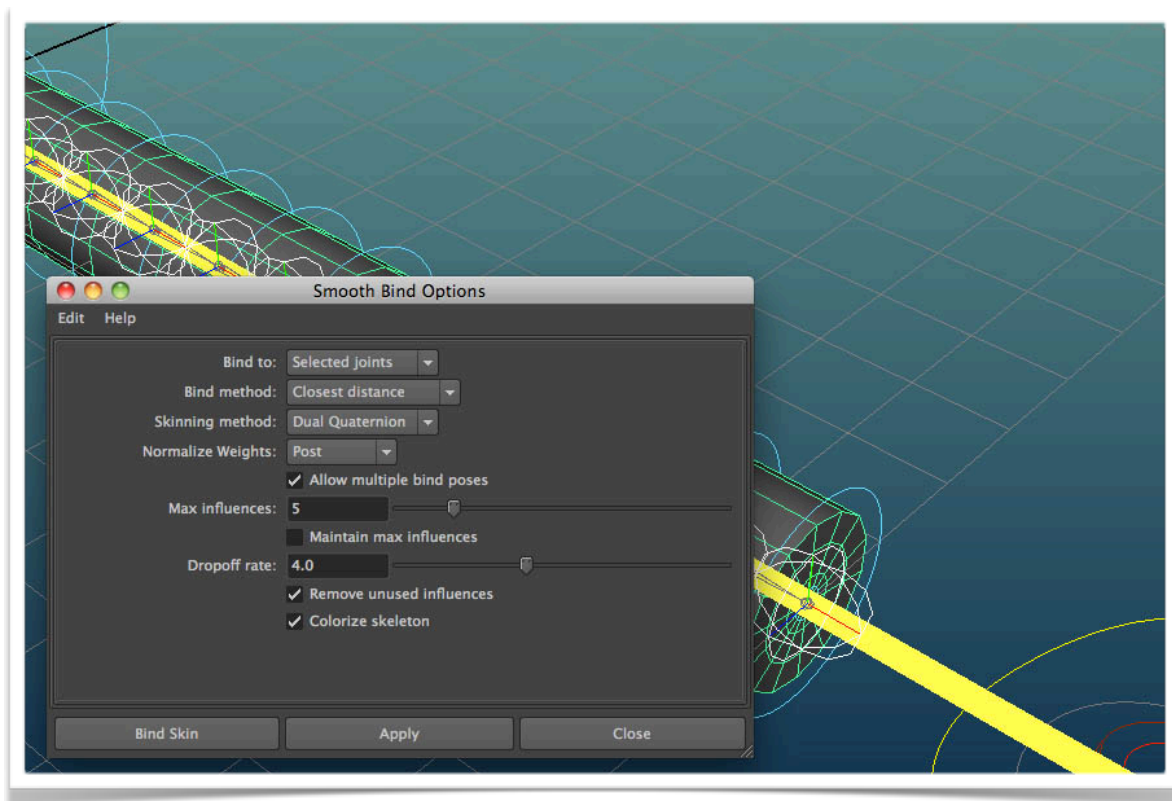 Smooth Bind Options
Edit Help
Bind to: Selected joints
Bind method: Closest distance
Skinning method: Dual Quaternion
Normalize Weights: Post
Allow multiple bind poses
Max influences: 5
Maintain max influences
Dropoff rate: 4.0
Remove unused influences
Colorize skeleton
Bind Skin Apply Close